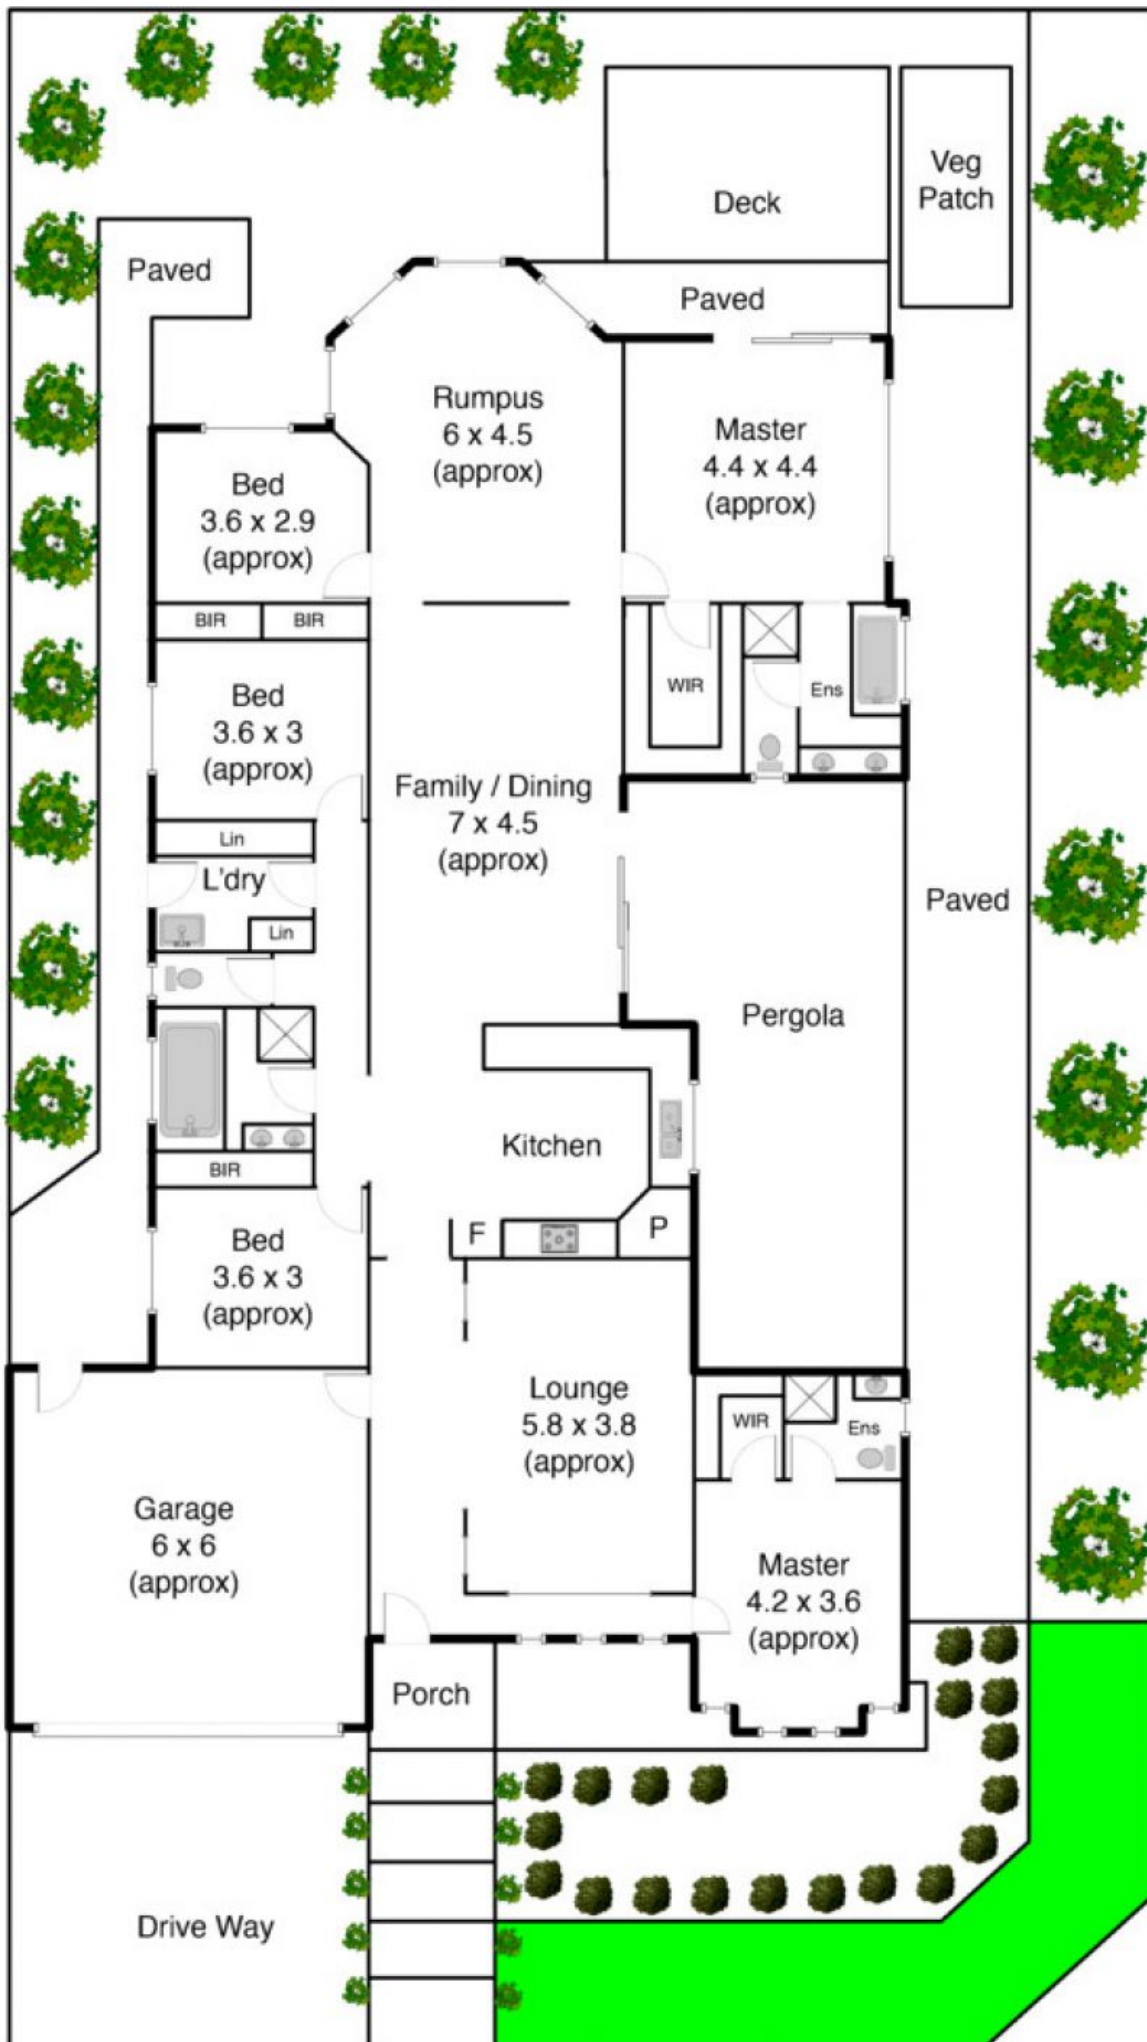 Veg
Patch
Deck
Paved
Paved
Rumpus
6 x 4.5
(approx)
Master
4.4 x 4.4
(approx)
Bed
3.6 x 2.9
(approx)
BIR
BIR
Bed
3.6 x 3
(approx)
WIR
Ens
Family / Dining
7 x 4.5
(approx)
Lin
L'dry
Lin
Paved
Pergola
Kitchen
BIR
F
P
Bed
3.6 x 3
(approx)
Lounge
5.8 x 3.8
(approx)
WIR
Ens
Garage
6 x 6
(approx)
Master
4.2 x 3.6
(approx)
Porch
Drive Way